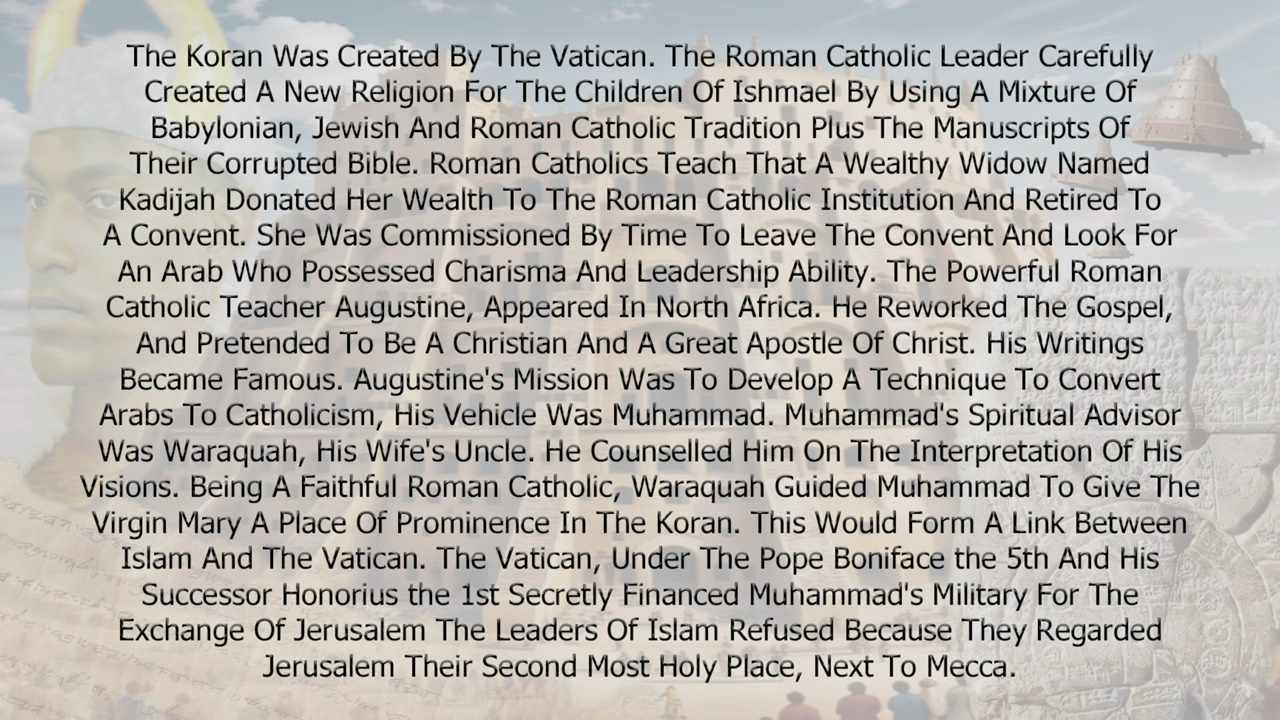 The Koran Was Created By The Vatican. The Roman Catholic Leader Carefully
Created A New Religion For The Children Of Ishmael By Using A Mixture Of
Babylonian, Jewish And Roman Catholic Tradition Plus The Manuscripts Of
Their Corrupted Bible. Roman Catholics Teach That A Wealthy Widow Named
Kadijah Donated Her Wealth To The Roman Catholic Institution And Retired To
A Convent. She Was Commissioned By Time To Leave The Convent And Look For
An Arab Who Possessed Charisma And Leadership Ability. The Powerful Roman
Catholic Teacher Augustine, Appeared In North Africa. He Reworked The Gospel,
And Pretended To Be A Christian And A Great Apostle Of Christ. His Writings
Became Famous. Augustine's Mission Was To Develop A Technique To Convert
Arabs To Catholicism, His Vehicle Was Muhammad. Muhammad's Spiritual Advisor
Was Waraquah, His Wife's Uncle. He Counselled Him On The Interpretation Of His
Visions. Being A Faithful Roman Catholic, Waraquah Guided Muhammad To Give The
Virgin Mary A Place Of Prominence In The Koran. This Would Form A Link Between
Islam And The Vatican. The Vatican, Under The Pope Boniface the 5th And His
Successor Honorius the 1st Secretly Financed Muhammad's Military For The
Exchange Of Jerusalem The Leaders Of Islam Refused Because They Regarded
Jerusalem Their Second Most Holy Place, Next To Mecca.